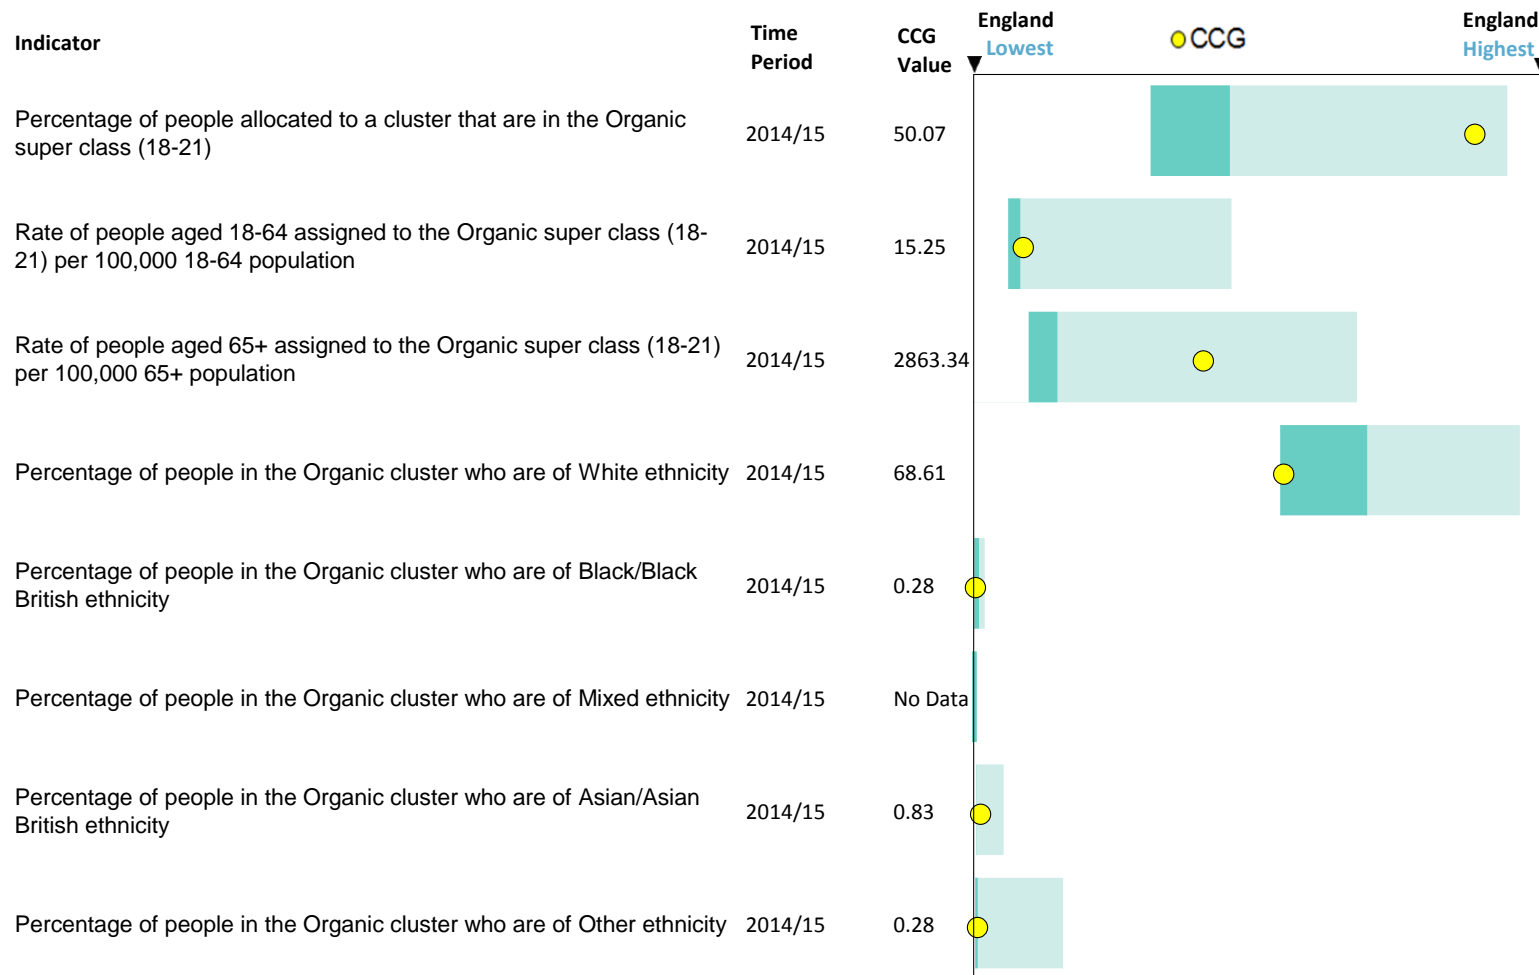 Indicator
Time Period
CCG Value
England Lowest
CCG
England Highest
Percentage of people allocated to a cluster that are in the Organic
super class (18-21)
2014/15
50.07
Rate of people aged 18-64 assigned to the Organic super class (18-
21) per 100,000 18-64 population
2014/15
15.25
Rate of people aged 65+ assigned to the Organic super class (18-21)
per 100,000 65+ population
2014/15
2863.34
Percentage of people in the Organic cluster who are of White ethnicity
2014/15
68.61
Percentage of people in the Organic cluster who are of Black/Black
British ethnicity
2014/15
0.28
Percentage of people in the Organic cluster who are of Mixed ethnicity
2014/15
No Data
Percentage of people in the Organic cluster who are of Asian/Asian
British ethnicity
2014/15
0.83
Percentage of people in the Organic cluster who are of Other ethnicity
2014/15
0.28